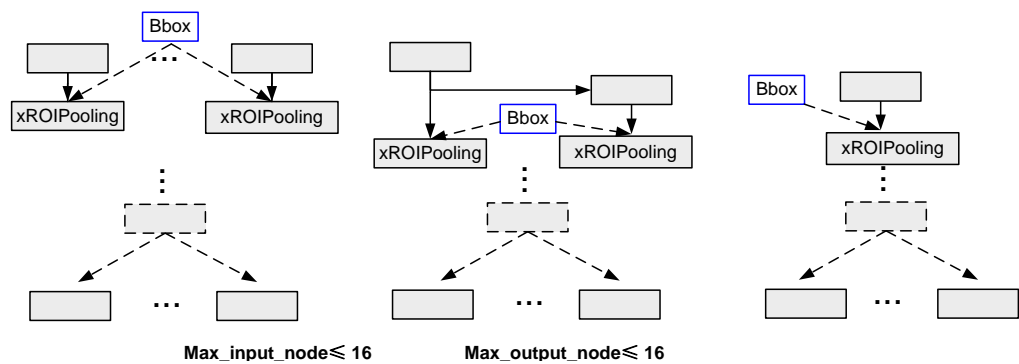 Bbox
...
xROIPooling
xROIPooling
...
...
Bbox
xROIPooling
xROIPooling
...
...
Bbox
xROIPooling
...
...
Max_input_node≤ 16
Max_output_node≤ 16